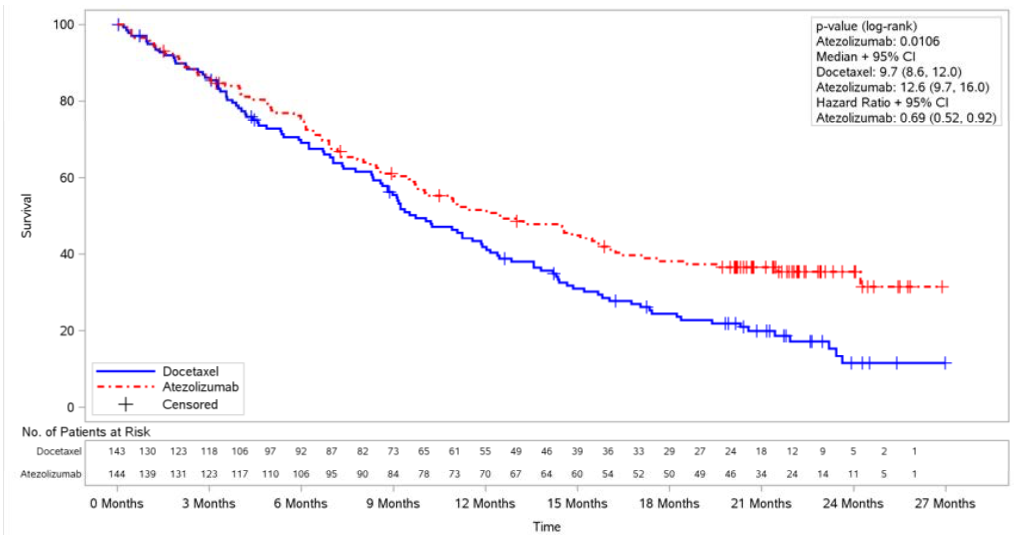 100
80
60
40
20
0
Survival
p-value (log-rank)
Atezolizumab: 0.0106
Median + 95% CI
Docetaxel: 9.7 (8.6, 12.0)
Atezolizumab: 12.6 (9.7, 16.0)
Hazard Ratio + 95% CI
Atezolizumab: 0.69 (0.52, 0.92)
Docetaxel
Atezolizumab
Censored
No. of Patients at Risk
Docetaxel 143 130 123 118 106 97 92 87 82 73 65 61 55 49 46 39 36 33 29 27 24 18 12 9 5 2 1
Atezolizumab 144 139 131 123 117 110 106 95 90 84 78 73 70 67 64 60 54 52 50 49 46 34 24 14 11 5 1
0 Months 3 Months 6 Months 9 Months 12 Months 15 Months 18 Months 21 Months 24 Months 27 Months
Time